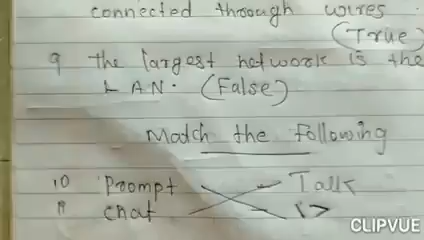 connected through wires.
(True)
9 the largest network is the
LAN. (False)
Match the following
10 Prompt Talk
11 chat <>
CLIPVUE